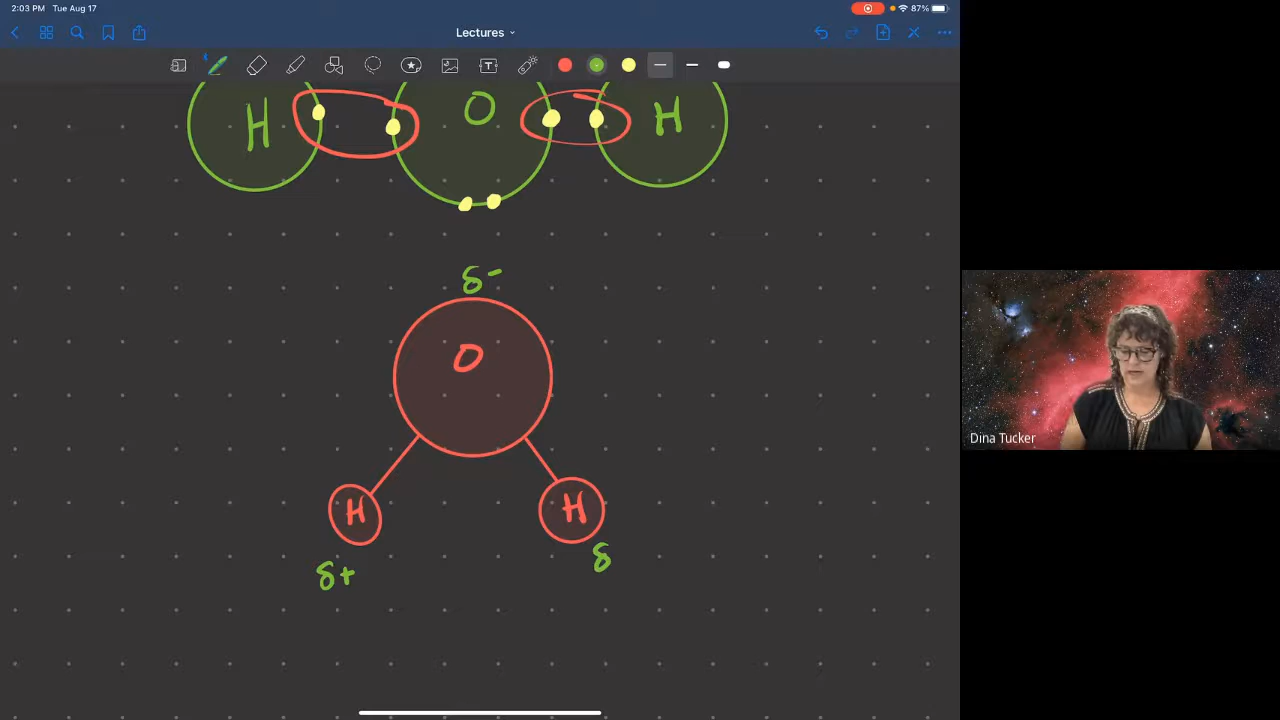 2:03 PM Tue Aug 17
87%
Lectures
T
H O H
δ-
O
H H
δ+ δ
Dina Tucker